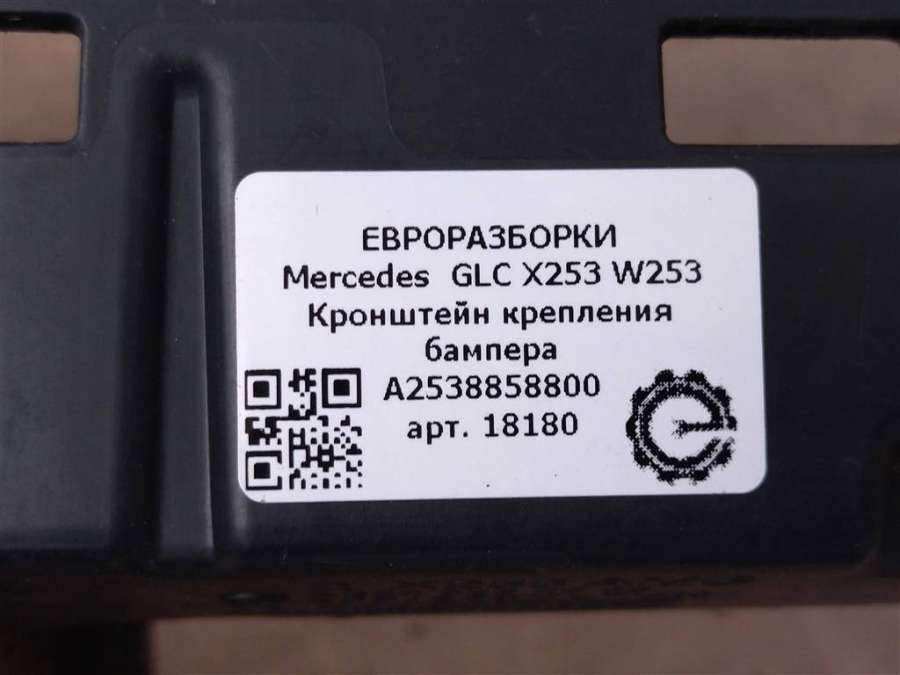 ЕВРОРАЗБОРКИ
Mercedes GLC X253 W253
Кронштейн крепления
бампера
A2538858800
арт. 18180